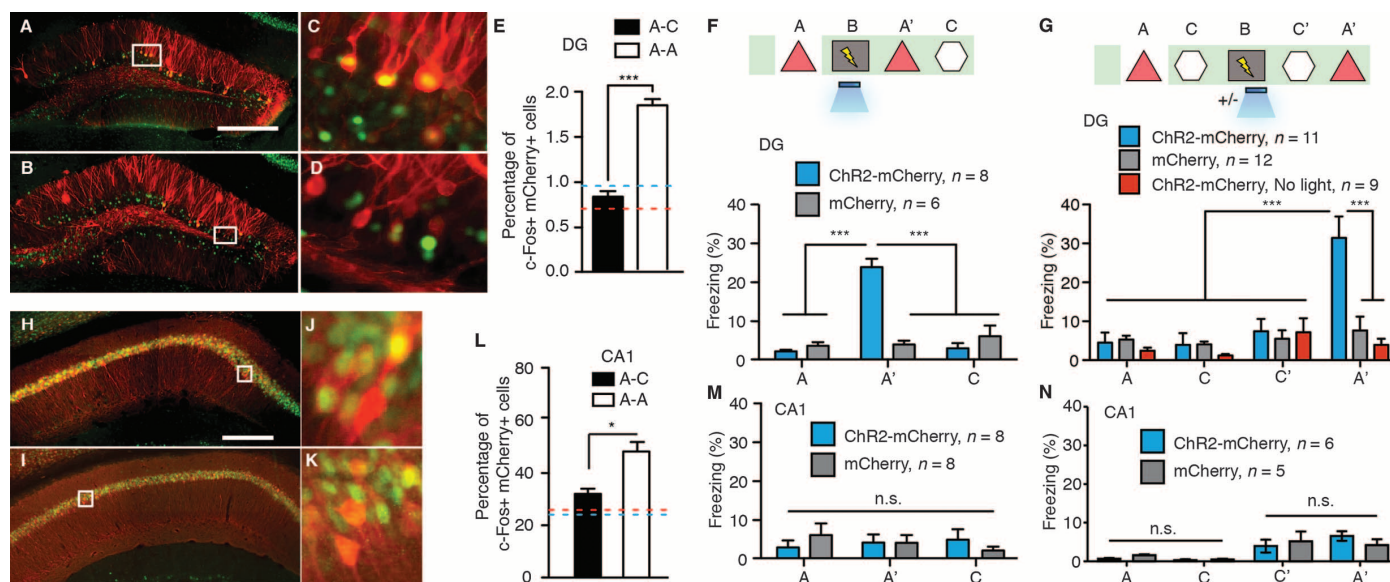 A
C
E
A-C
A-A
DG
***
Percentage of
c-Fos+ mCherry+ cells
2.0
1.5
1.0
0.5
0.0
B
D
F
A B A' C
DG
ChR2-mCherry, n = 8
mCherry, n = 6
*** ***
Freezing (%)
40
30
20
10
0
A A' C
G
A C B C' A'
+/-
DG
ChR2-mCherry, n = 11
mCherry, n = 12
ChR2-mCherry, No light, n = 9
*** ***
Freezing (%)
40
30
20
10
0
A C C' A'
H
J
I
K
L
CA1
A-C
A-A
*
Percentage of
c-Fos+ mCherry+ cells
80
60
40
20
0
M
CA1
ChR2-mCherry, n = 8
mCherry, n = 8
n.s.
Freezing (%)
40
30
20
10
0
A A' C
N
CA1
ChR2-mCherry, n = 6
mCherry, n = 5
n.s. n.s.
Freezing (%)
40
30
20
10
0
A C C' A'